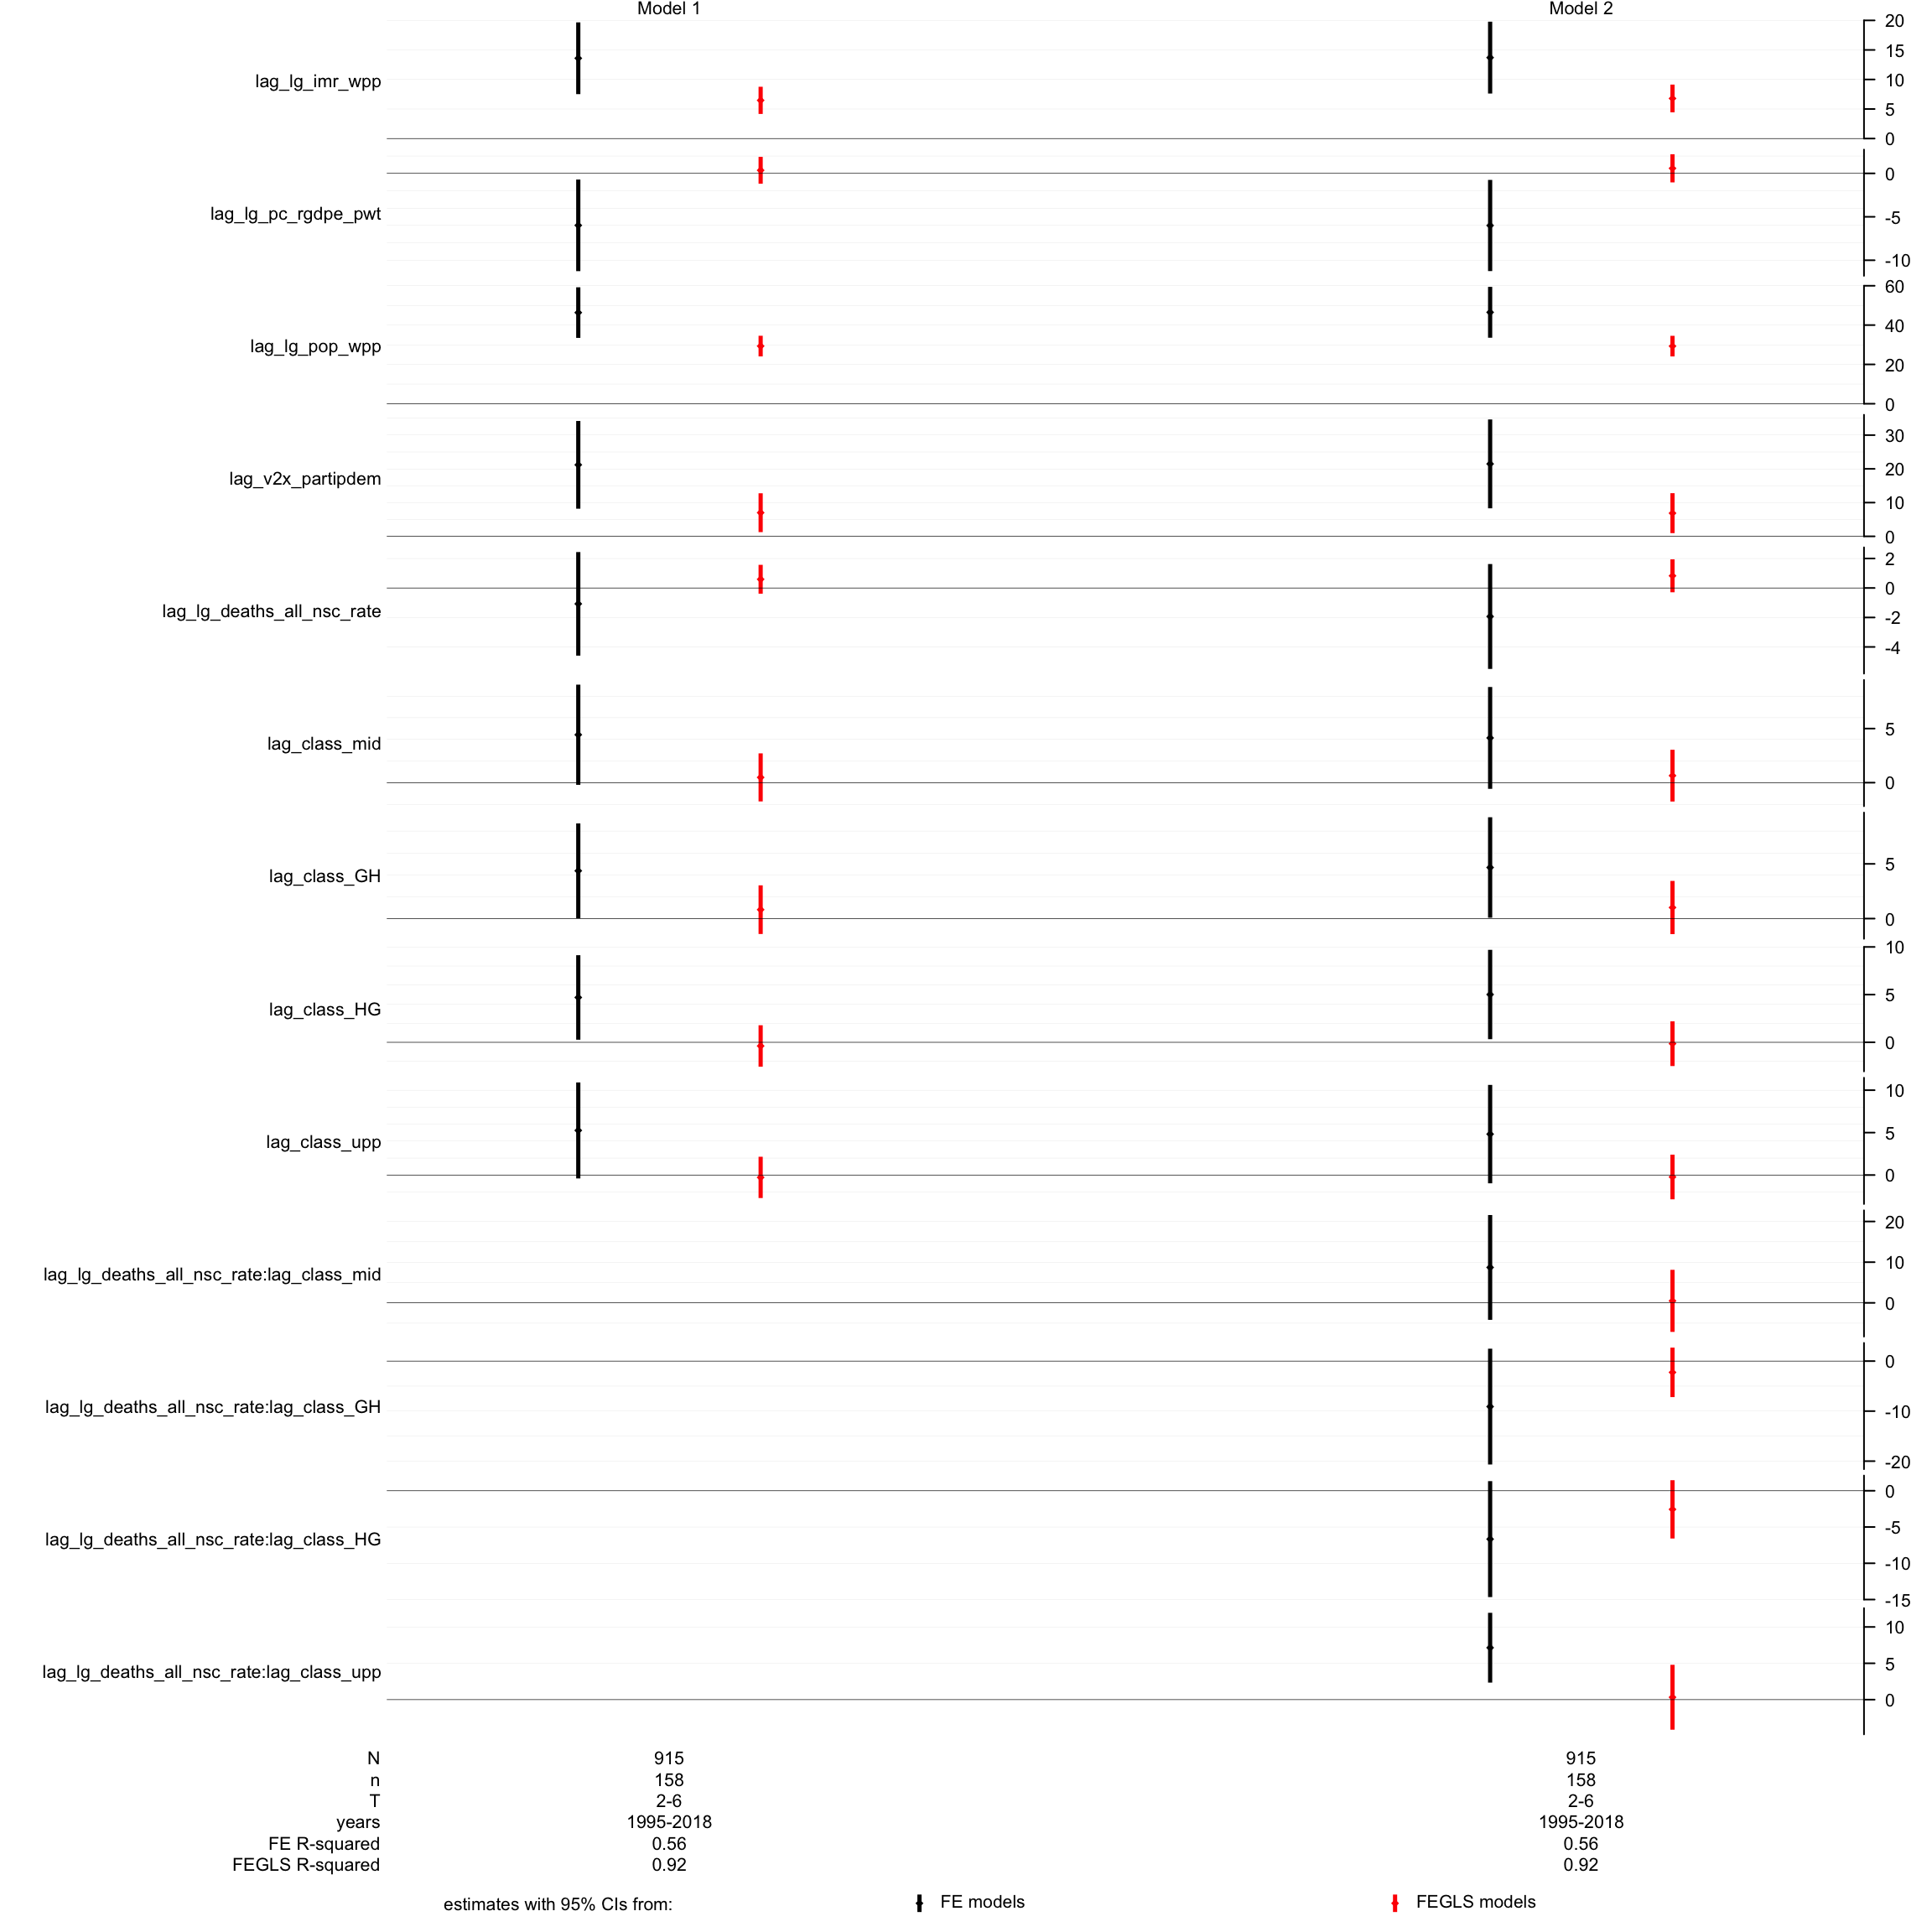 Model 1 Model 2
20
15
lag_lg_imr_wpp 10
5
0
0
lag_lg_pc_rgdpe_pwt -5
-10
60
40
lag_lg_pop_wpp
20
0
30
lag_v2x_partipdem 20
10
0
2
0
lag_lg_deaths_all_nsc_rate
-2
-4
5
lag_class_mid
0
5
lag_class_GH
0
10
5
lag_class_HG
0
10
5
lag_class_upp
0
20
10
lag_lg_deaths_all_nsc_rate:lag_class_mid
0
0
lag_lg_deaths_all_nsc_rate:lag_class_GH -10
-20
0
-5
lag_lg_deaths_all_nsc_rate:lag_class_HG
-10
-15
10
5
lag_lg_deaths_all_nsc_rate:lag_class_upp
0
N 915 915
n 158 158
T 2-6 2-6
years 1995-2018 1995-2018
FE R-squared 0.56 0.56
FEGLS R-squared 0.92 0.92
estimates with 95% CIs from: FE models FEGLS models